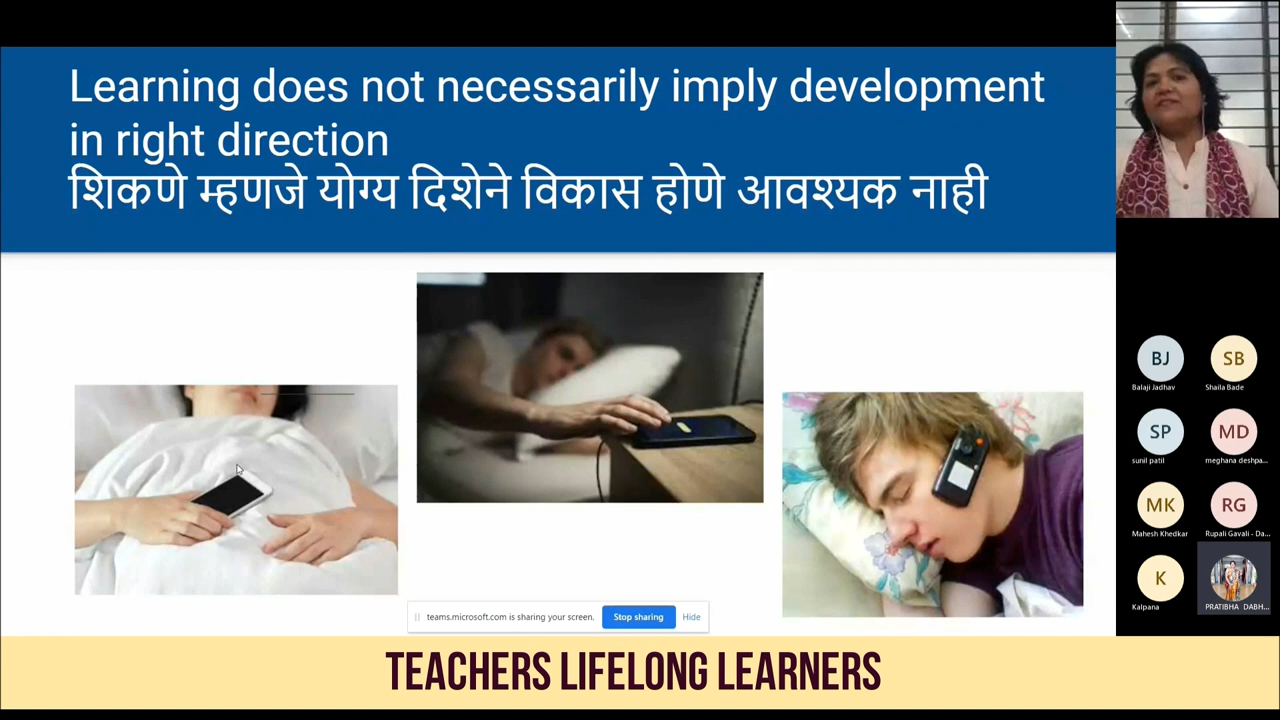 Learning does not necessarily imply development
in right direction
शिकणे म्हणजे योग्य दिशेने विकास होणे आवश्यक नाही
teams.microsoft.com is sharing your screen. Stop sharing Hide
BJ SB
Balaji Jadhav Shaila Bade
SP MD
sunil patil meghana deshpa...
MK RG
Mahesh Khedkar Rupali Gavali - Da...
K
Kalpana PRATIBHA DABH...
TEACHERS LIFELONG LEARNERS